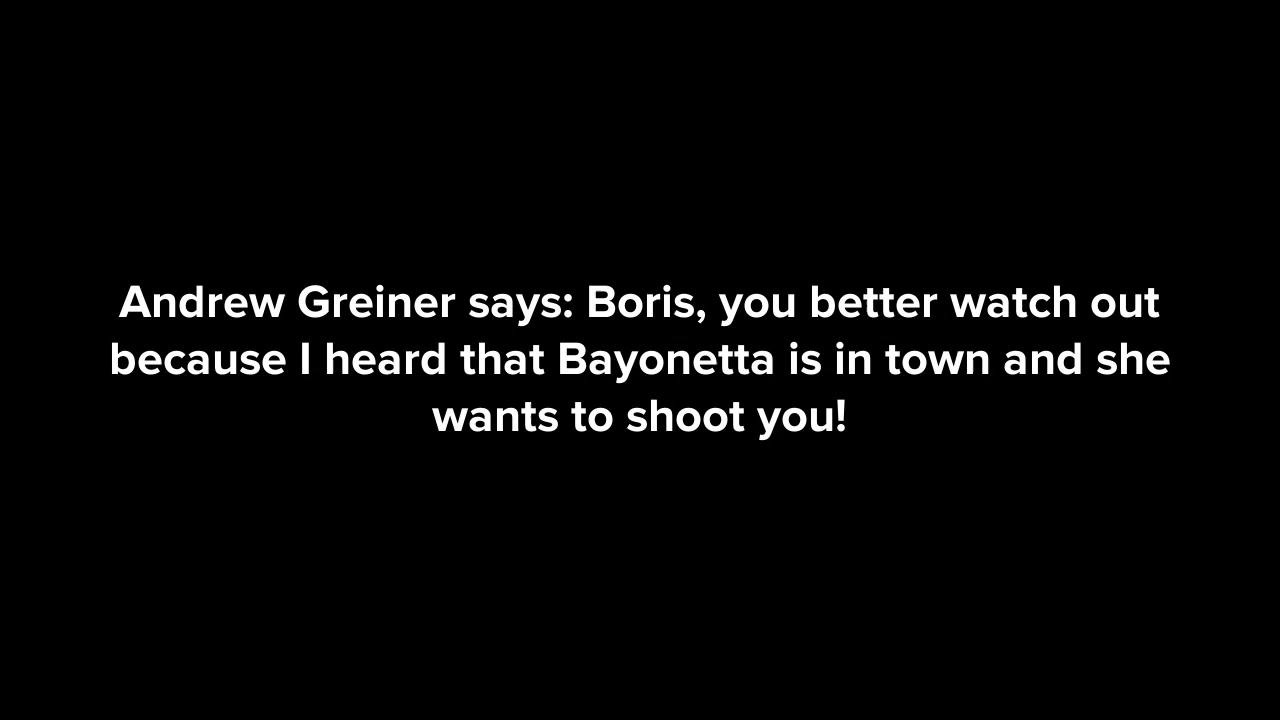 Andrew Greiner says: Boris, you better watch out
because I heard that Bayonetta is in town and she
wants to shoot you!